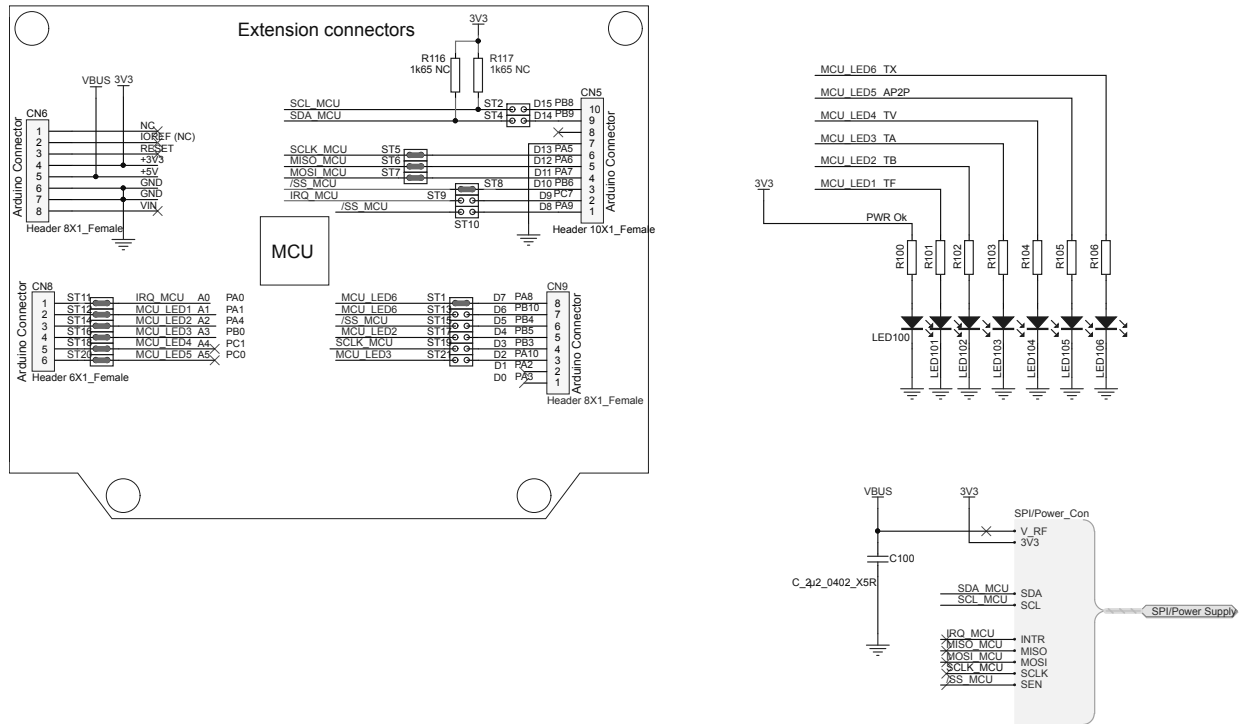 Extension connectors
3V3
R116
1k65 NC
R117
1k65 NC
VBUS 3V3
CN6
Arduino Connector
1 NC
2 IOREF (NC)
3 RESET
4 +3V3
5 +5V
6 GND
7 GND
8 VIN
Header 8X1_Female
CN5
SCL_MCU ST2 D15 PB8 10
SDA_MCU ST4 D14 PB9 9
8
7
SCLK_MCU ST5 D13 PA5 6
MISO_MCU ST6 D12 PA6 5
MOSI_MCU ST7 D11 PA7 4
/SS_MCU ST8 D10 PB6 3
IRQ_MCU ST9 D9 PC7 2
/SS_MCU ST10 D8 PA9 1
Arduino Connector
Header 10X1_Female
MCU
CN8
Arduino Connector
1 ST11 IRQ_MCU A0 PA0
2 ST12 MCU_LED1 A1 PA1
3 ST14 MCU_LED2 A2 PA4
4 ST16 MCU_LED3 A3 PB0
5 ST18 MCU_LED4 A4 PC1
6 ST20 MCU_LED5 A5 PC0
Header 6X1_Female
CN9
MCU_LED6 ST1 D7 PA8 8
MCU_LED6 ST13 D6 PB10 7
/SS_MCU ST15 D5 PB4 6
MCU_LED2 ST17 D4 PB5 5
SCLK_MCU ST19 D3 PB3 4
MCU_LED3 ST21 D2 PA10 3
D1 PA2 2
D0 PA3 1
Arduino Connector
Header 8X1_Female
MCU_LED6 TX
MCU_LED5 AP2P
MCU_LED4 TV
MCU_LED3 TA
MCU_LED2 TB
MCU_LED1 TF
3V3
PWR Ok
R100 R101 R102 R103 R104 R105 R106
LED100 LED101 LED102 LED103 LED104 LED105 LED106
VBUS 3V3
SPI/Power_Con
V_RF
3V3
C100
C_2µ2_0402_X5R
SDA_MCU SDA
SCL_MCU SCL
SPI/Power Supply
IRQ_MCU INTR
MISO_MCU MISO
MOSI_MCU MOSI
SCLK_MCU SCLK
/SS_MCU SEN